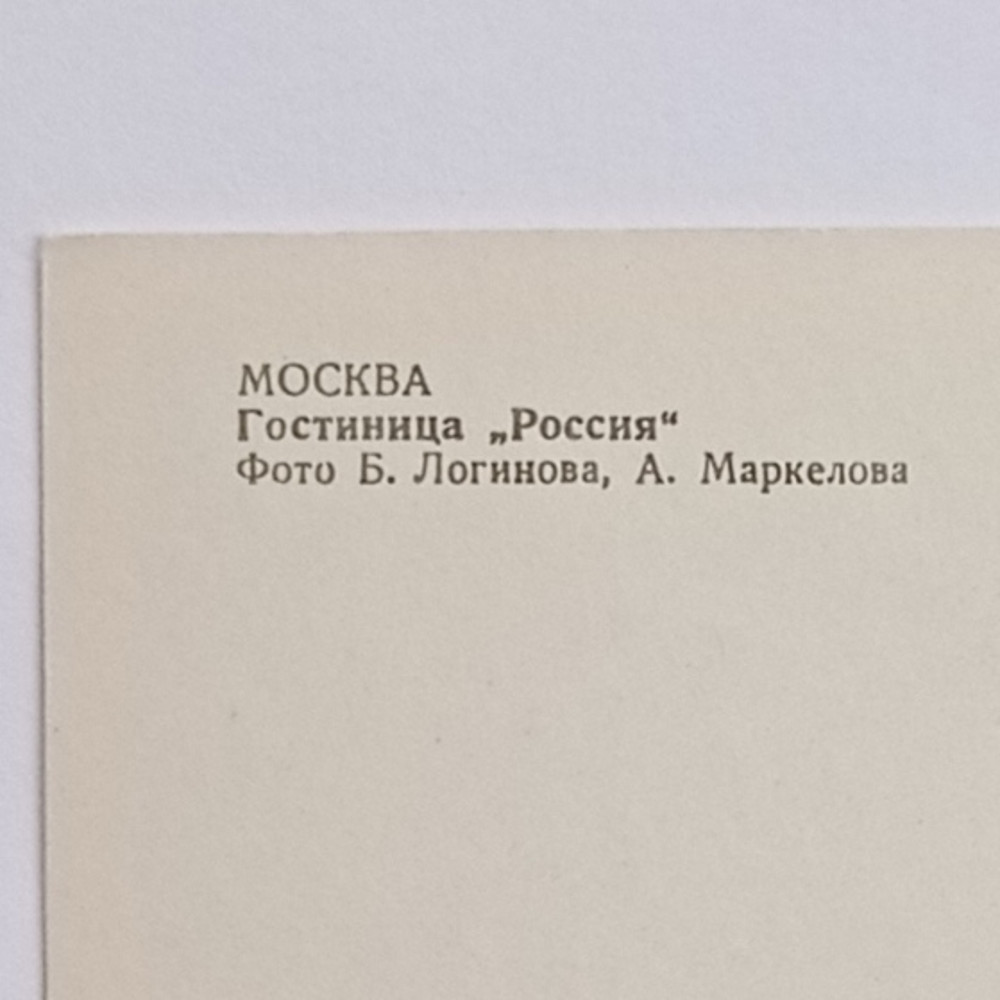 МОСКВА
Гостиница „Россия“
Фото Б. Логинова, А. Маркелова